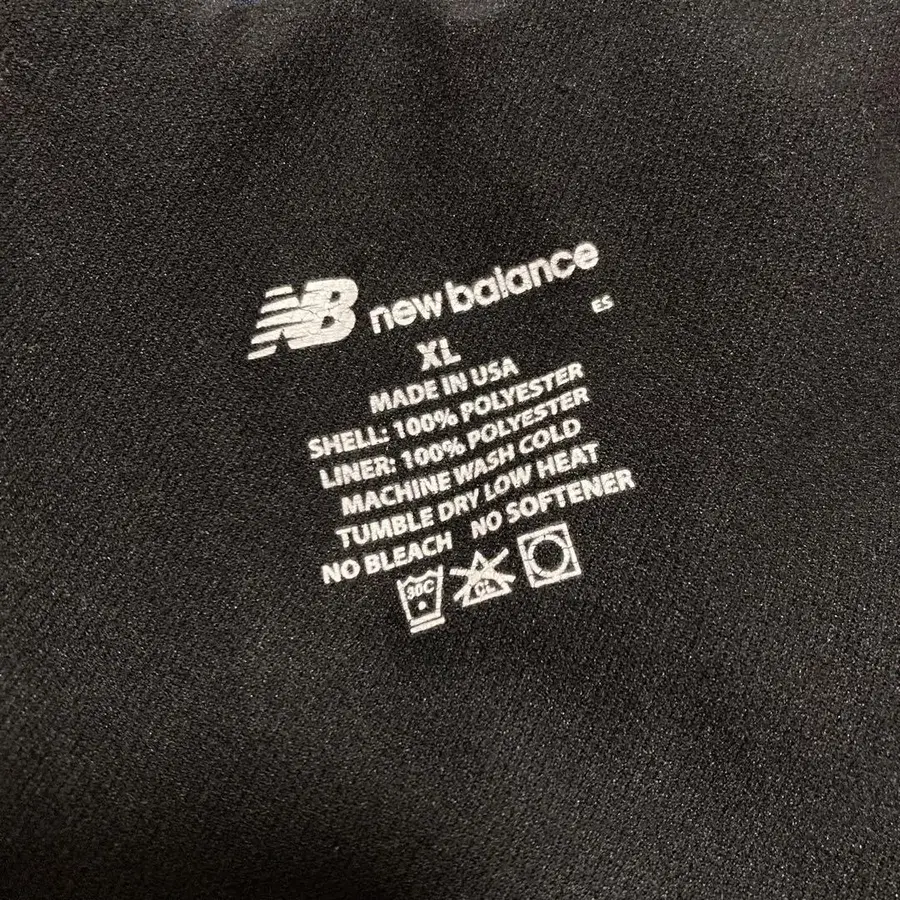 NB new balance
ES
XL
MADE IN USA
SHELL: 100% POLYESTER
LINER: 100% POLYESTER
MACHINE WASH COLD
TUMBLE DRY LOW HEAT
NO BLEACH NO SOFTENER
30C CL